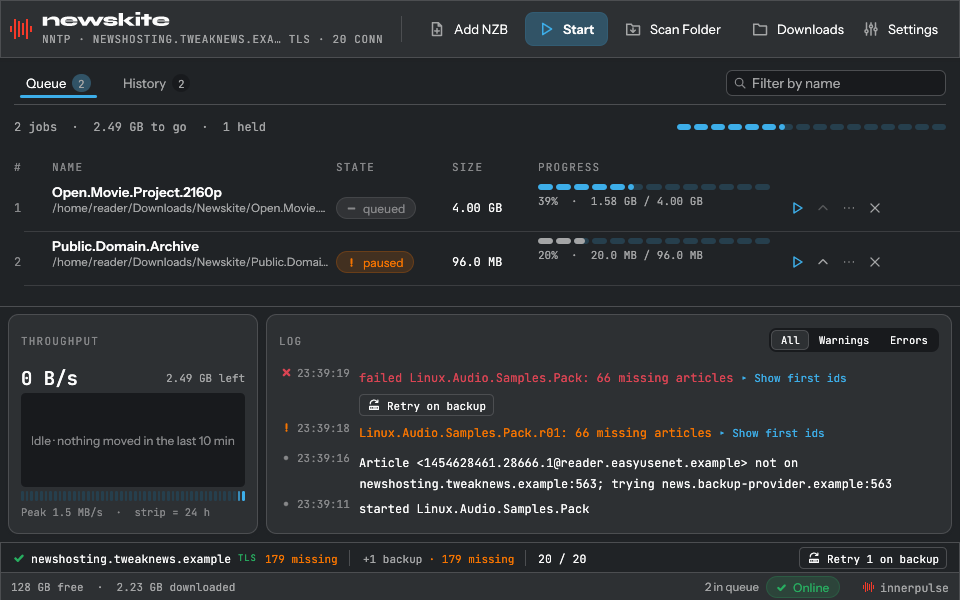 newskite
NNTP · NEWSHOSTING.TWEAKNEWS.EXA… TLS · 20 CONN
Add NZB
Start
Scan Folder
Downloads
Settings
Queue 2
History 2
Filter by name
2 jobs · 2.49 GB to go · 1 held
# NAME STATE SIZE PROGRESS
Open.Movie.Project.2160p
1 /home/reader/Downloads/Newskite/Open.Movie.… – queued 4.00 GB
39% · 1.58 GB / 4.00 GB
Public.Domain.Archive
2 /home/reader/Downloads/Newskite/Public.Domai… ! paused 96.0 MB
20% · 20.0 MB / 96.0 MB
THROUGHPUT
0 B/s 2.49 GB left
Idle · nothing moved in the last 10 min
Peak 1.5 MB/s · strip = 24 h
LOG
All Warnings Errors
23:39:19 failed Linux.Audio.Samples.Pack: 66 missing articles ▸ Show first ids
Retry on backup
! 23:39:18 Linux.Audio.Samples.Pack.r01: 66 missing articles ▸ Show first ids
23:39:16 Article <1454628461.28666.1@reader.easyusenet.example> not on
newshosting.tweaknews.example:563; trying news.backup-provider.example:563
23:39:11 started Linux.Audio.Samples.Pack
newshosting.tweaknews.example TLS 179 missing +1 backup · 179 missing 20 / 20
Retry 1 on backup
128 GB free · 2.23 GB downloaded
2 in queue
Online
innerpulse